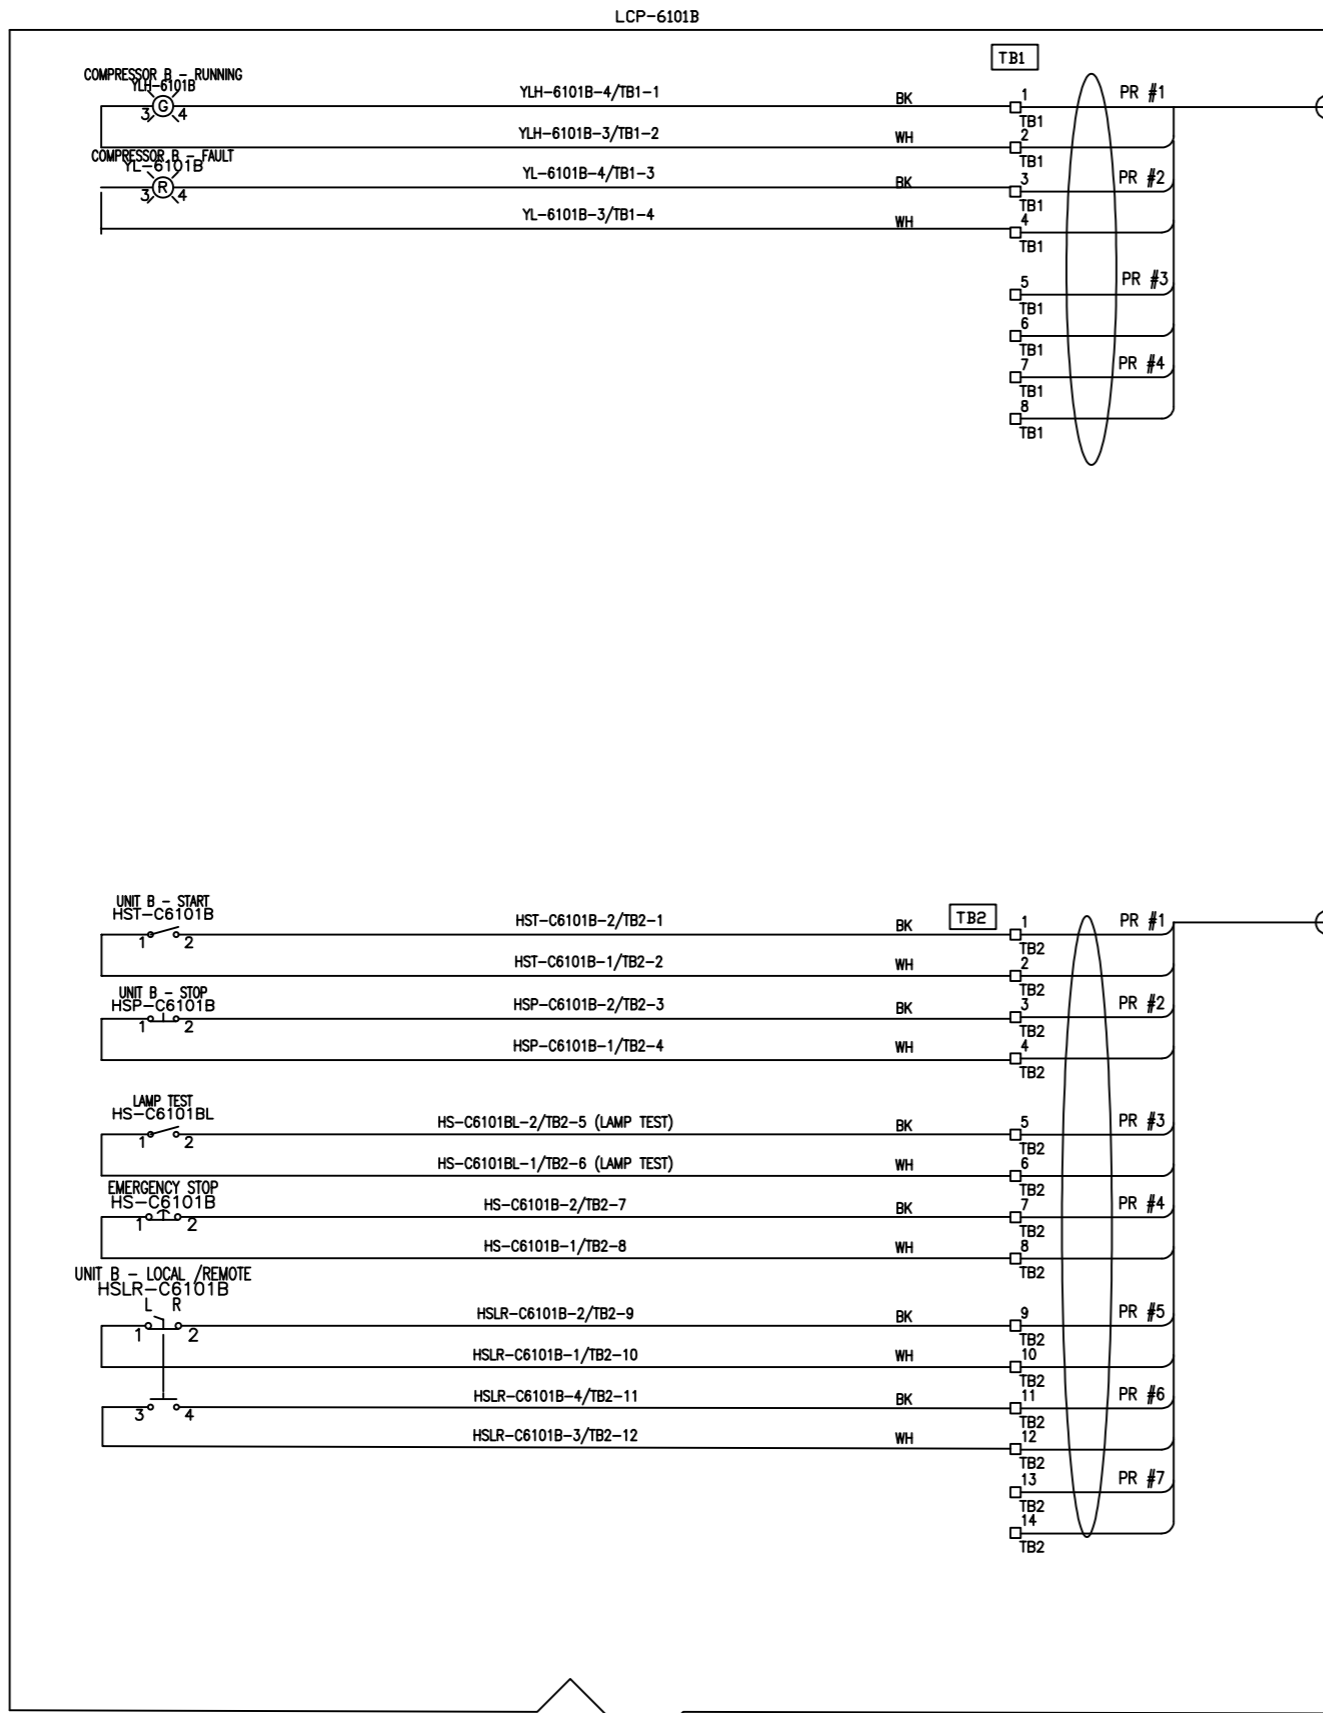 LCP-6101B
TB1
COMPRESSOR B - RUNNING
YLH-6101B
G
3 4
YLH-6101B-4/TB1-1
BK
1
TB1
PR #1
YLH-6101B-3/TB1-2
WH
2
TB1
COMPRESSOR B - FAULT
YL-6101B
R
3 4
YL-6101B-4/TB1-3
BK
3
TB1
PR #2
YL-6101B-3/TB1-4
WH
4
TB1
5
TB1
PR #3
6
TB1
7
TB1
PR #4
8
TB1
UNIT B - START
HST-C6101B
1 2
HST-C6101B-2/TB2-1
BK
TB2
1
TB2
PR #1
HST-C6101B-1/TB2-2
WH
2
TB2
UNIT B - STOP
HSP-C6101B
1 2
HSP-C6101B-2/TB2-3
BK
3
TB2
PR #2
HSP-C6101B-1/TB2-4
WH
4
TB2
LAMP TEST
HS-C6101BL
1 2
HS-C6101BL-2/TB2-5 (LAMP TEST)
BK
5
TB2
PR #3
HS-C6101BL-1/TB2-6 (LAMP TEST)
WH
6
TB2
EMERGENCY STOP
HS-C6101B
1 2
HS-C6101B-2/TB2-7
BK
7
TB2
PR #4
HS-C6101B-1/TB2-8
WH
8
TB2
UNIT B - LOCAL /REMOTE
HSLR-C6101B
L R
1 2
HSLR-C6101B-2/TB2-9
BK
9
TB2
PR #5
HSLR-C6101B-1/TB2-10
WH
10
TB2
3 4
HSLR-C6101B-4/TB2-11
BK
11
TB2
PR #6
HSLR-C6101B-3/TB2-12
WH
12
TB2
13
TB2
PR #7
14
TB2